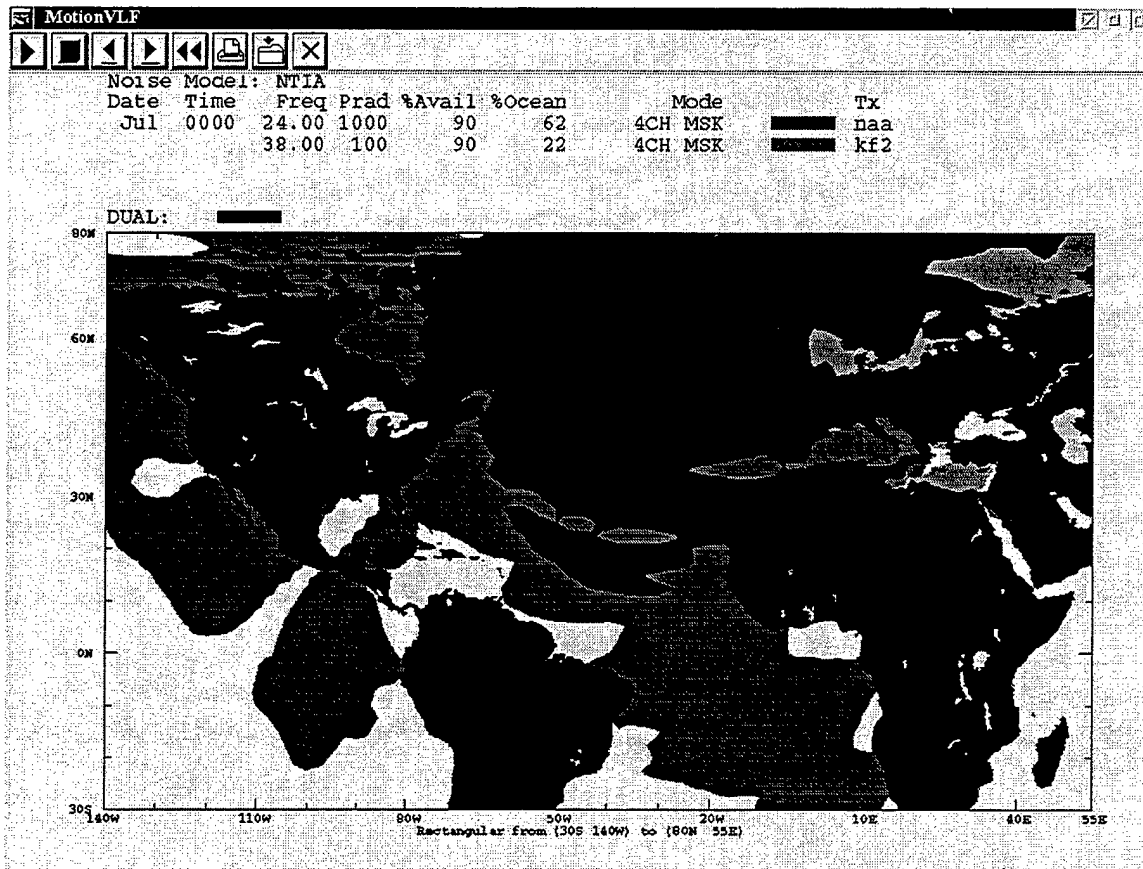 MotionVLF
Noise Model: NTIA
Date Time Freq Prad %Avail %Ocean Mode Tx
Jul 0000 24.00 1000 90 62 4CH MSK naa
38.00 100 90 22 4CH MSK kf2
DUAL:
80N
60N
30N
0N
30S
140W 110W 80W 50W 20W 10E 40E 55E
Rectangular from (30S 140W) to (80N 55E)